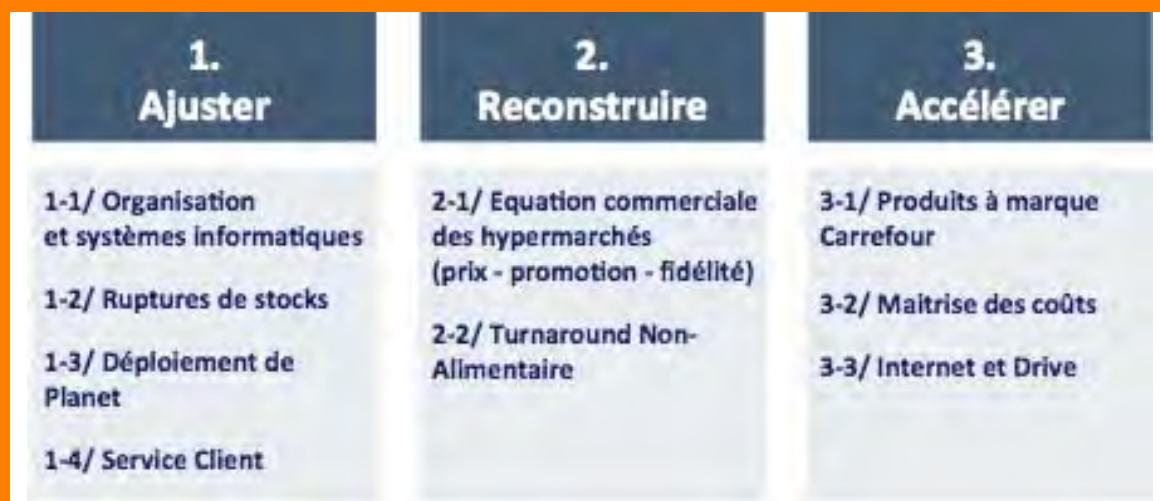 1.
Ajuster
1-1/ Organisation
et systèmes informatiques
1-2/ Ruptures de stocks
1-3/ Déploiement de
Planet
1-4/ Service Client
2.
Reconstruire
2-1/ Equation commerciale
des hypermarchés
(prix - promotion - fidélité)
2-2/ Turnaround Non-
Alimentaire
3.
Accélérer
3-1/ Produits à marque
Carrefour
3-2/ Maitrise des coûts
3-3/ Internet et Drive